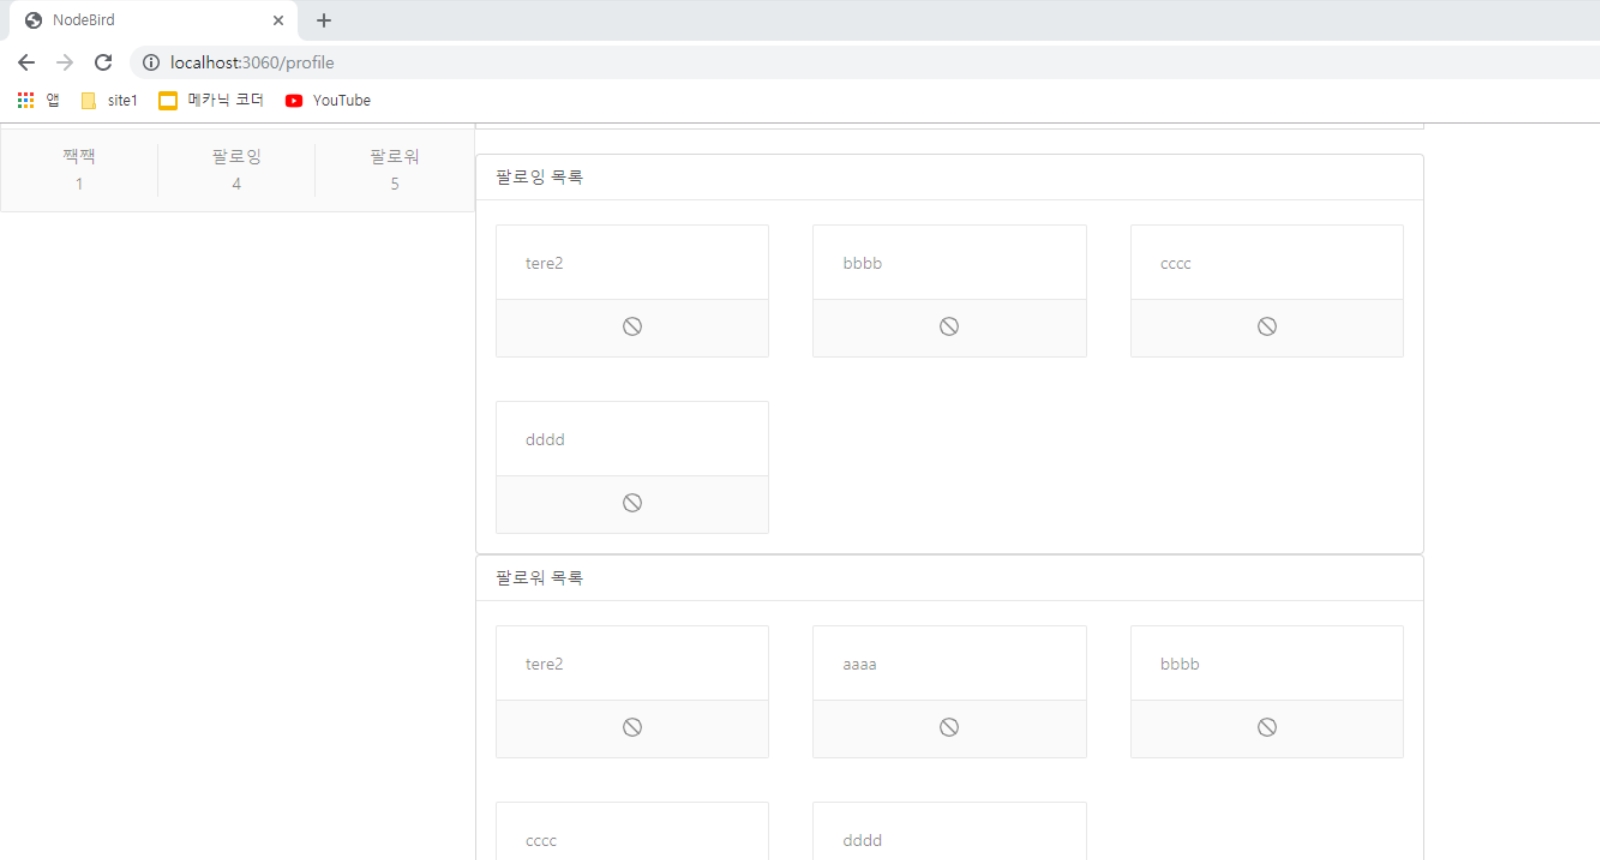 NodeBird
localhost:3060/profile
앱 site1 메카닉 코더 YouTube
짹짹 팔로잉 팔로워
1 4 5
팔로잉 목록
tere2 bbbb cccc
dddd
팔로워 목록
tere2 aaaa bbbb
cccc dddd